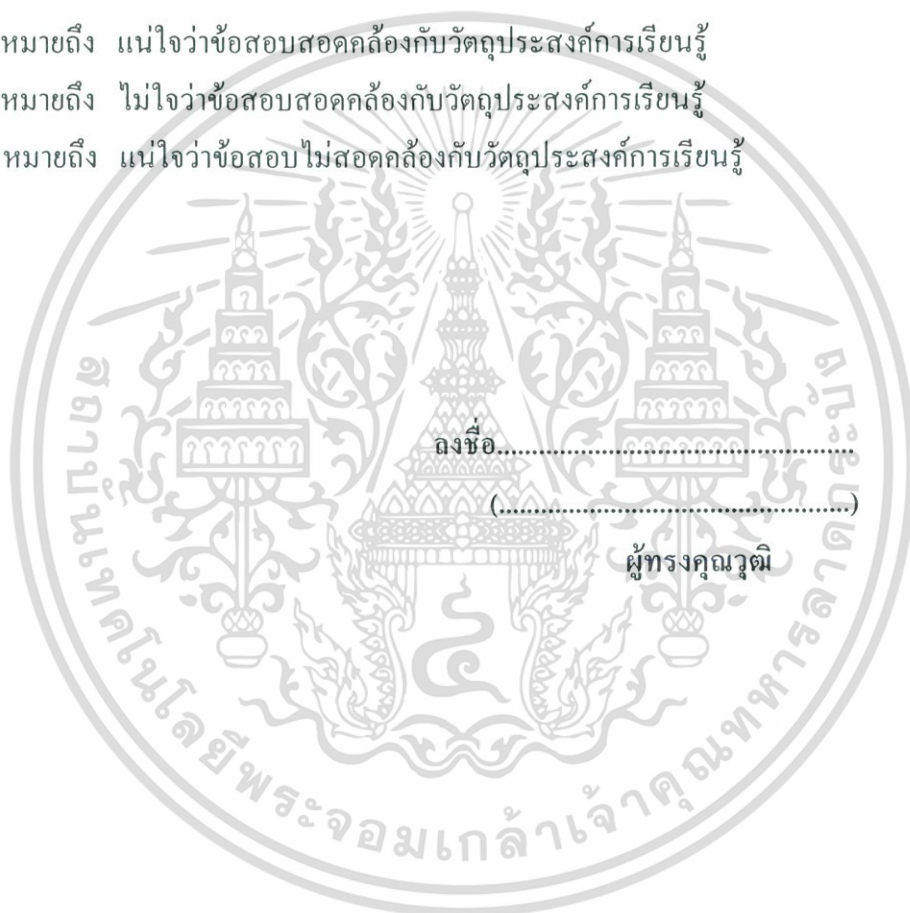 หมายถึง แน่ใจว่าข้อสอบสอดคล้องกับวัตถุประสงค์การเรียนรู้
หมายถึง ไม่ใจว่าข้อสอบสอดคล้องกับวัตถุประสงค์การเรียนรู้
หมายถึง แน่ใจว่าข้อสอบไม่สอดคล้องกับวัตถุประสงค์การเรียนรู้
ลงชื่อ..................................................
(.................................................)
ผู้ทรงคุณวุฒิ
สถาบันเทคโนโลยีพระจอมเกล้าเจ้าคุณทหารลาดกระบัง
๔